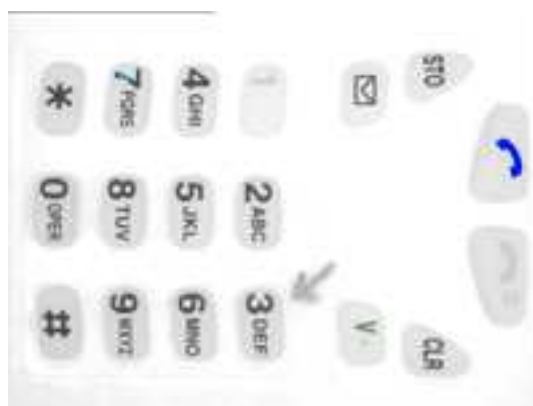 STO CLR
V
1 2 ABC 3 DEF
4 GHI 5 JKL 6 MNO
7 PQRS 8 TUV 9 WXYZ
* 0 OPER #